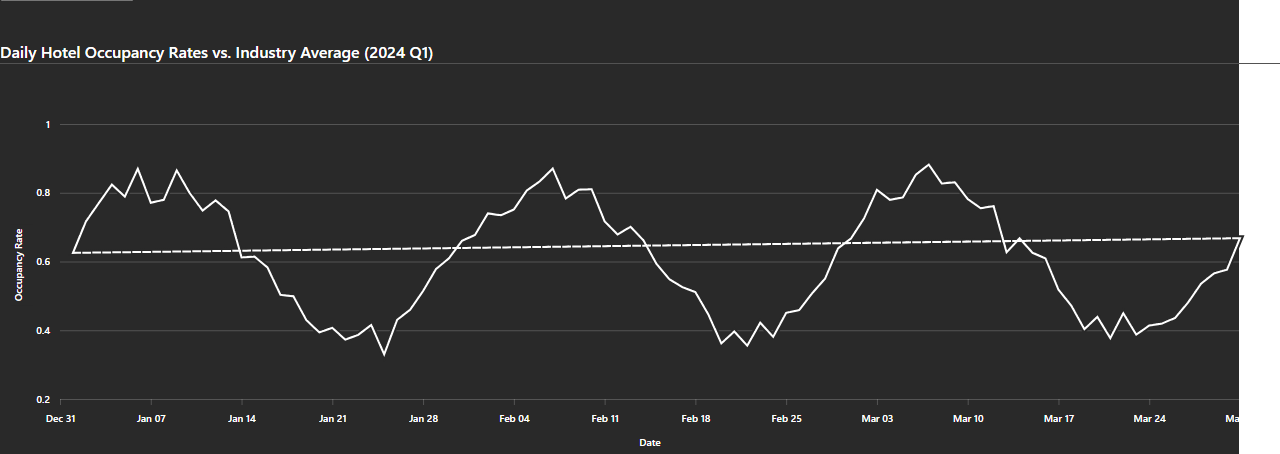 Daily Hotel Occupancy Rates vs. Industry Average (2024 Q1)
1
0.8
0.6
0.4
0.2
Occupancy Rate
Dec 31 Jan 07 Jan 14 Jan 21 Jan 28 Feb 04 Feb 11 Feb 18 Feb 25 Mar 03 Mar 10 Mar 17 Mar 24 Ma
Date